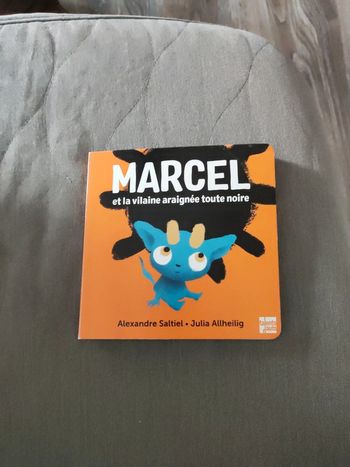 MARCEL
et la vilaine araignée toute noire
Alexandre Saltiel • Julia Allheilig